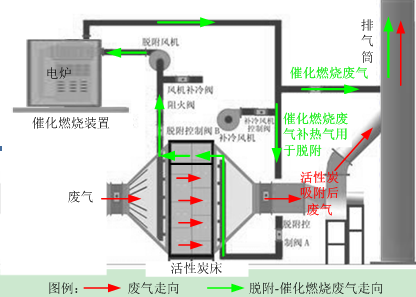 排
气
筒
脱附风机
电炉
催化燃烧废气
风机补冷阀
催化燃烧装置
阻火阀
脱附控制阀 B
补冷风机
控制阀
补冷风机
催化燃烧废
气补热气用
于脱附
废气
活性炭
吸附后
废气
脱附控
制阀 A
活性炭床
图例：
废气走向
脱附-催化燃烧废气走向